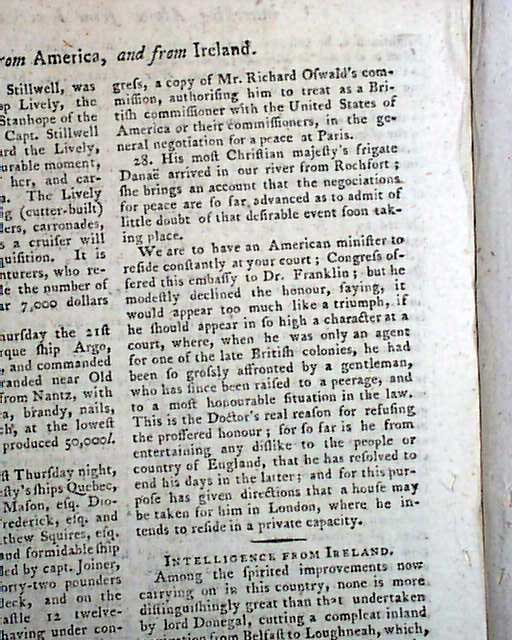 from America, and from Ireland.
Stillwell, was
Lively, the
Stanhope of the
Capt. Stillwell
ard the Lively,
urable moment,
her, and car-
a. The Lively
(cutter-built)
ers, carronades,
s a cruiser will
quisition. It is
nturers, who re-
le the number of
ar 7,000 dollars
hursday the 21st
rque ship Argo,
, and commanded
randed near Old
from Nantz, with
a, brandy, nails,
at the lowest
produced 50,000l.
st Thursday night,
esty's ships Quebec,
Mason, esq. Dio-
rederick, esq. and
thew Squires, esq.
and formidable ship
ed by capt. Joiner,
orty-two pounders
deck, and on the
astle 12 twelve-
having under con-
gress, a copy of Mr. Richard Oswald's com-
mission, authorising him to treat as a Bri-
tish commissioner with the United States of
America or their commissioners, in the ge-
neral negotiation for a peace at Paris.
28. His most Christian majesty's frigate
Danaë arrived in our river from Rochfort;
she brings an account that the negociations
for peace are so far advanced as to admit of
little doubt of that desirable event soon tak-
ing place.
We are to have an American minister to
reside constantly at your court; Congress of-
fered this embassy to Dr. Franklin; but he
modestly declined the honour, saying, it
would appear too much like a triumph, if
he should appear in so high a character at a
court, where, when he was only an agent
for one of the late British colonies, he had
been so grossly affronted by a gentleman,
who has since been raised to a peerage, and
to a most honourable situation in the law.
This is the Doctor's real reason for refusing
the proffered honour; for so far is he from
entertaining any dislike to the people or
country of England, that he has resolved to
end his days in the latter; and for this pur-
pose has given directions that a house may
be taken for him in London, where he in-
tends to reside in a private capacity.
INTELLIGENCE FROM IRELAND.
Among the spirited improvements now
carrying on in this country, none is more
distinguishingly great than that undertaken
by lord Donegal, cutting a compleat inland
from Belfast to Loughneah, which,